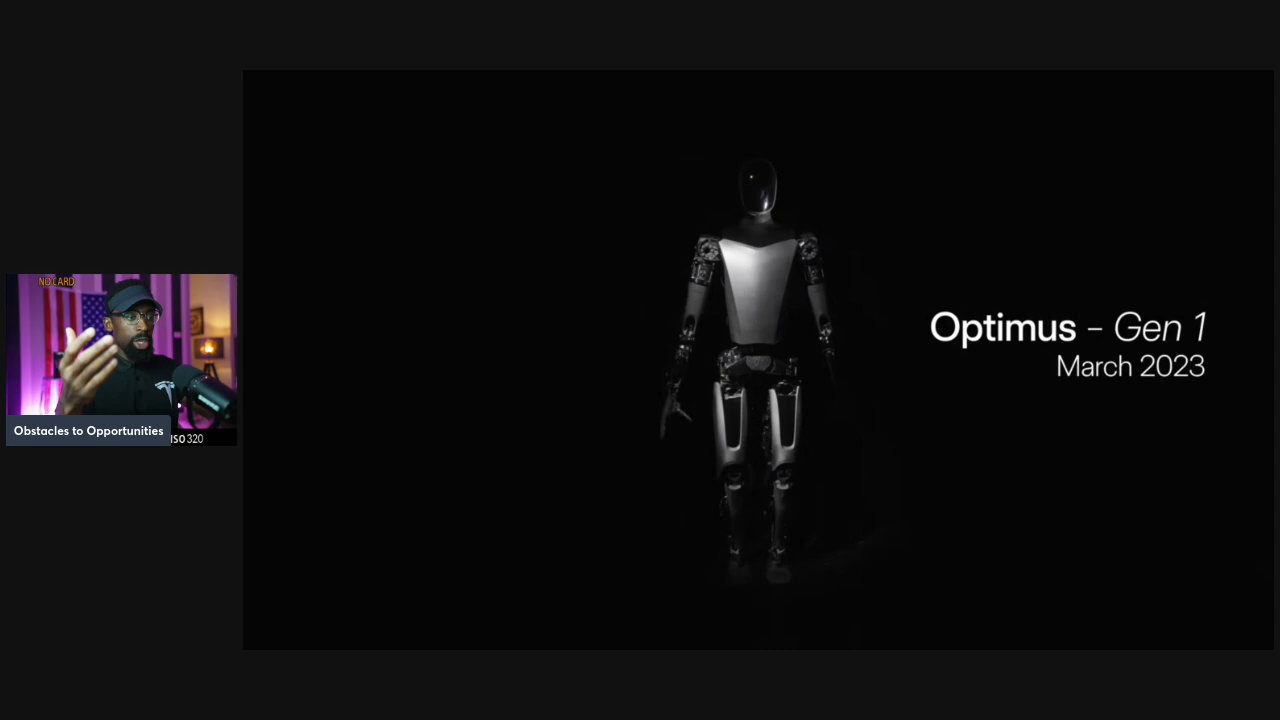 NO CARD
Obstacles to Opportunities
ISO 320
Optimus - Gen 1
March 2023